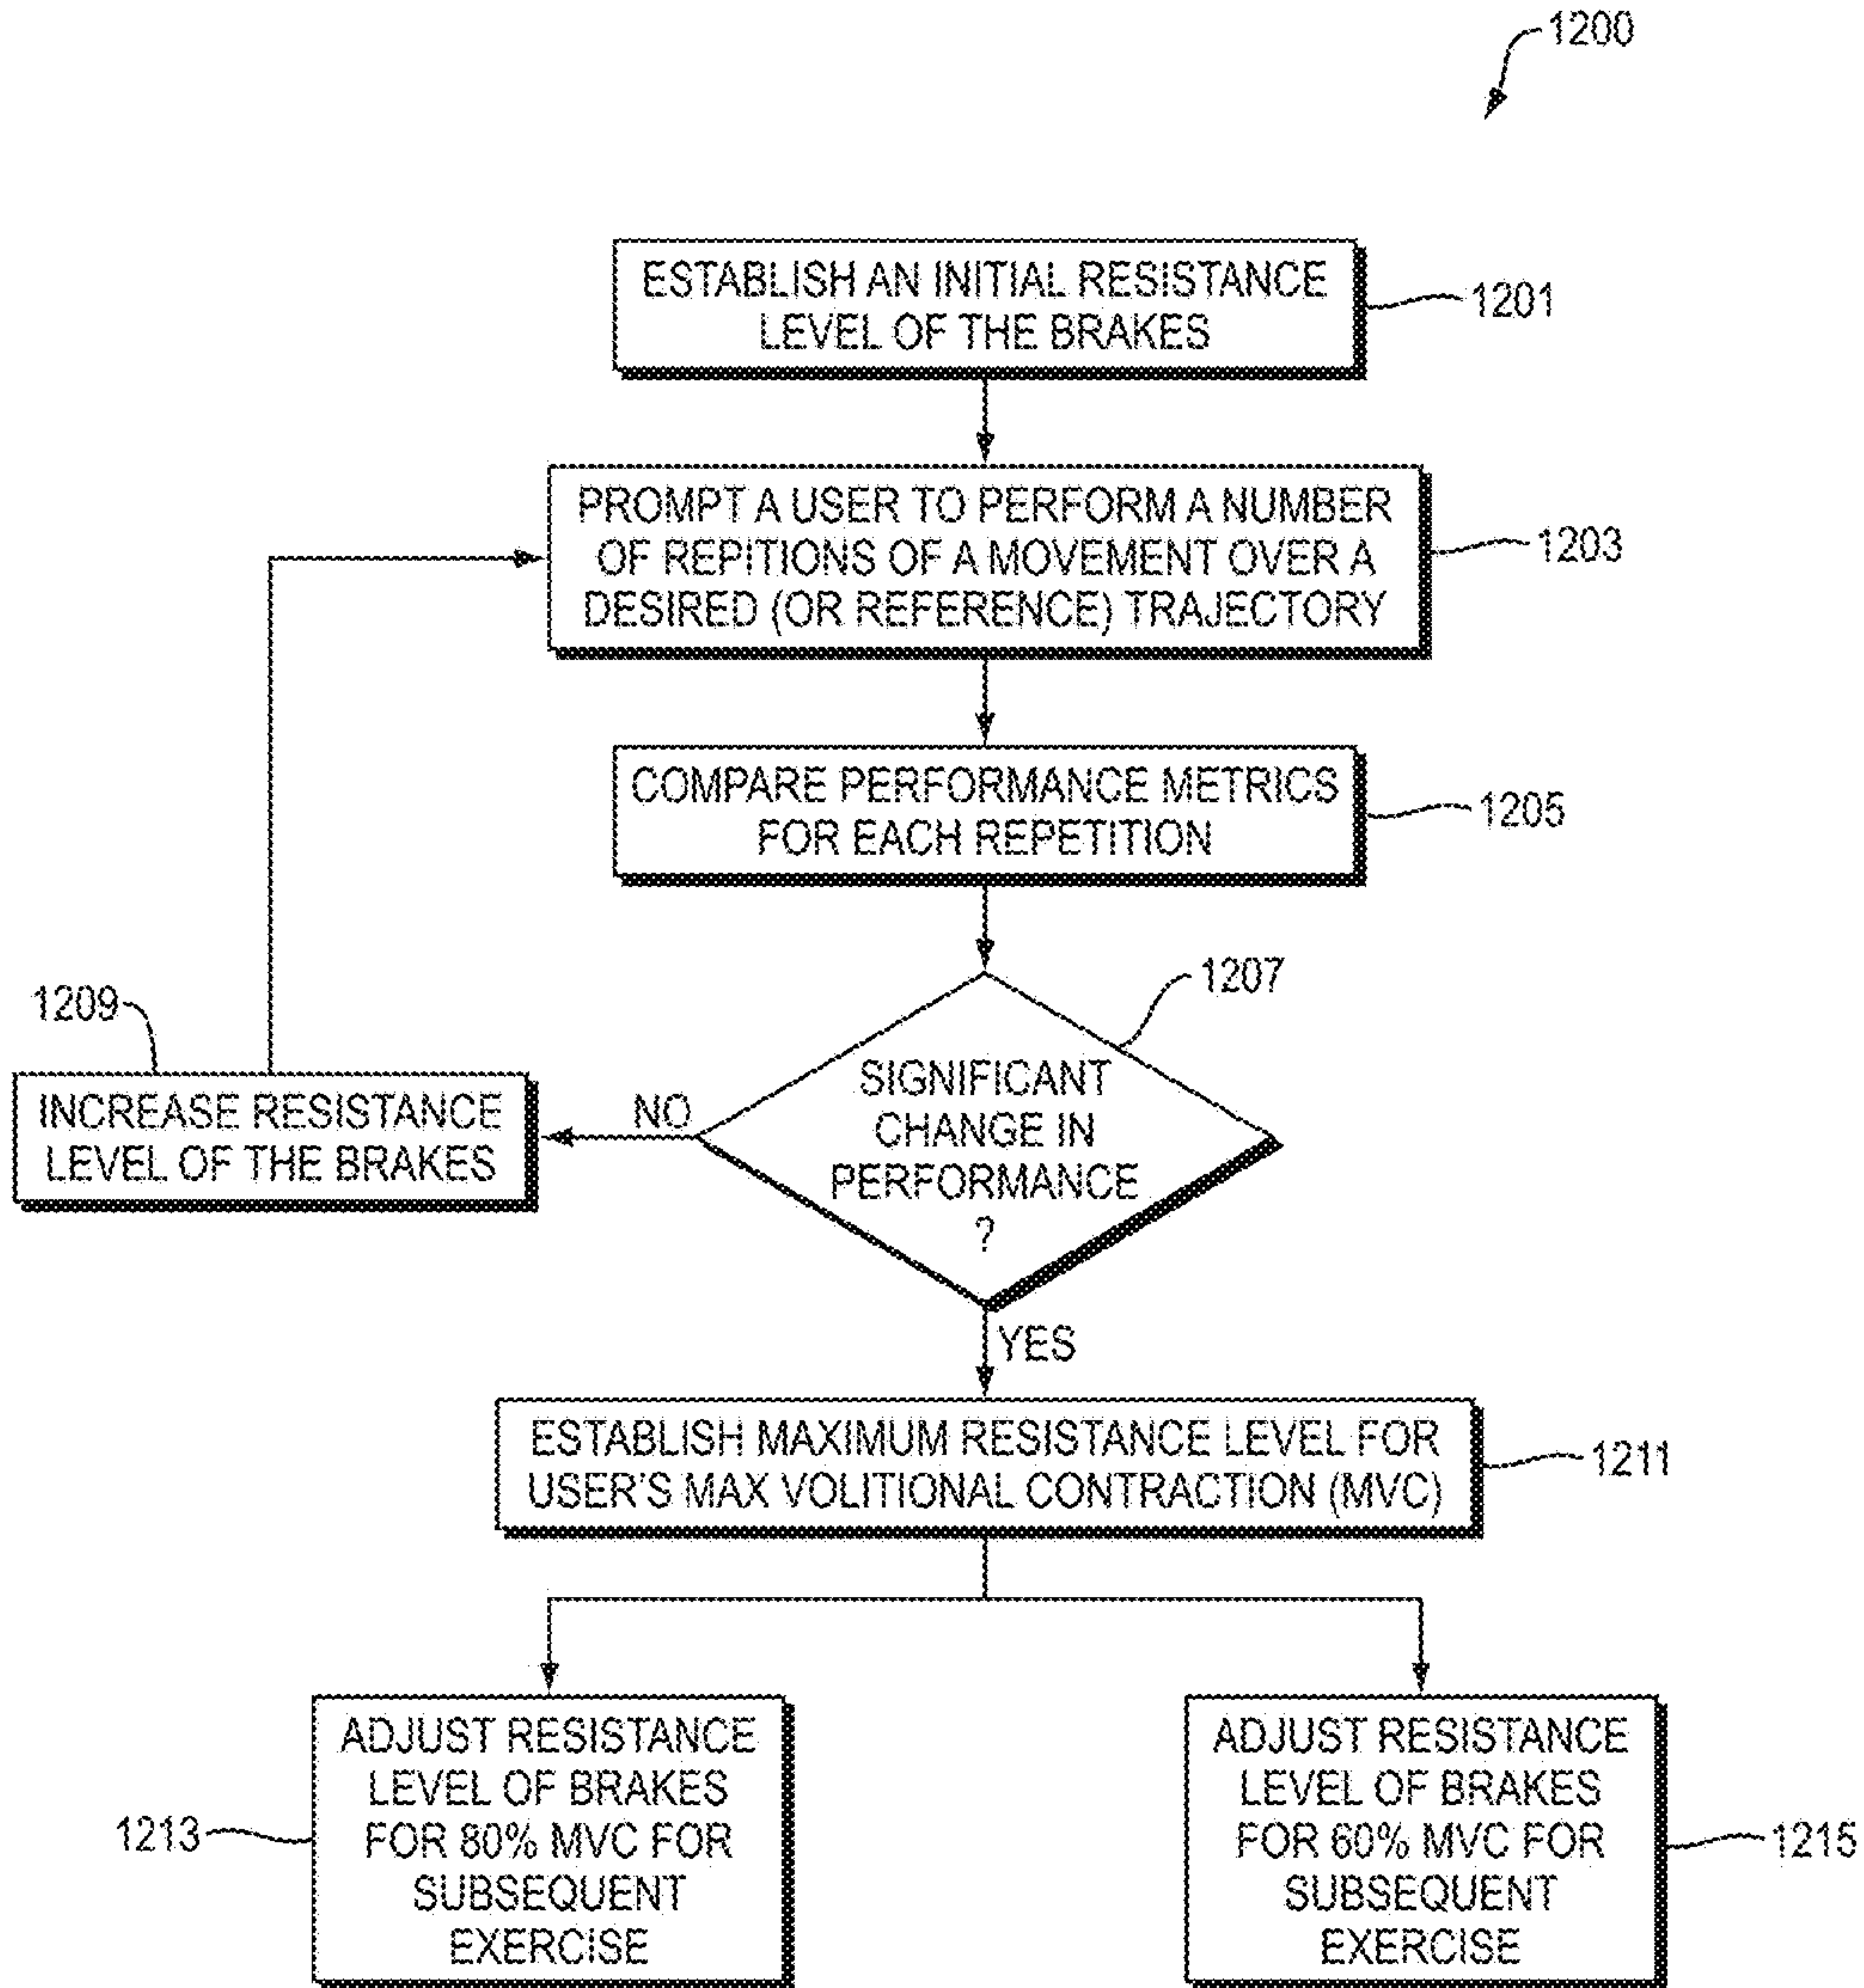 1200
ESTABLISH AN INITIAL RESISTANCE
LEVEL OF THE BRAKES
1201
PROMPT A USER TO PERFORM A NUMBER
OF REPITIONS OF A MOVEMENT OVER A
DESIRED (OR REFERENCE) TRAJECTORY
1203
COMPARE PERFORMANCE METRICS
FOR EACH REPETITION
1205
1207
SIGNIFICANT
CHANGE IN
PERFORMANCE
?
NO
1209
INCREASE RESISTANCE
LEVEL OF THE BRAKES
YES
ESTABLISH MAXIMUM RESISTANCE LEVEL FOR
USER'S MAX VOLITIONAL CONTRACTION (MVC)
1211
ADJUST RESISTANCE
LEVEL OF BRAKES
FOR 80% MVC FOR
SUBSEQUENT
EXERCISE
1213
ADJUST RESISTANCE
LEVEL OF BRAKES
FOR 60% MVC FOR
SUBSEQUENT
EXERCISE
1215